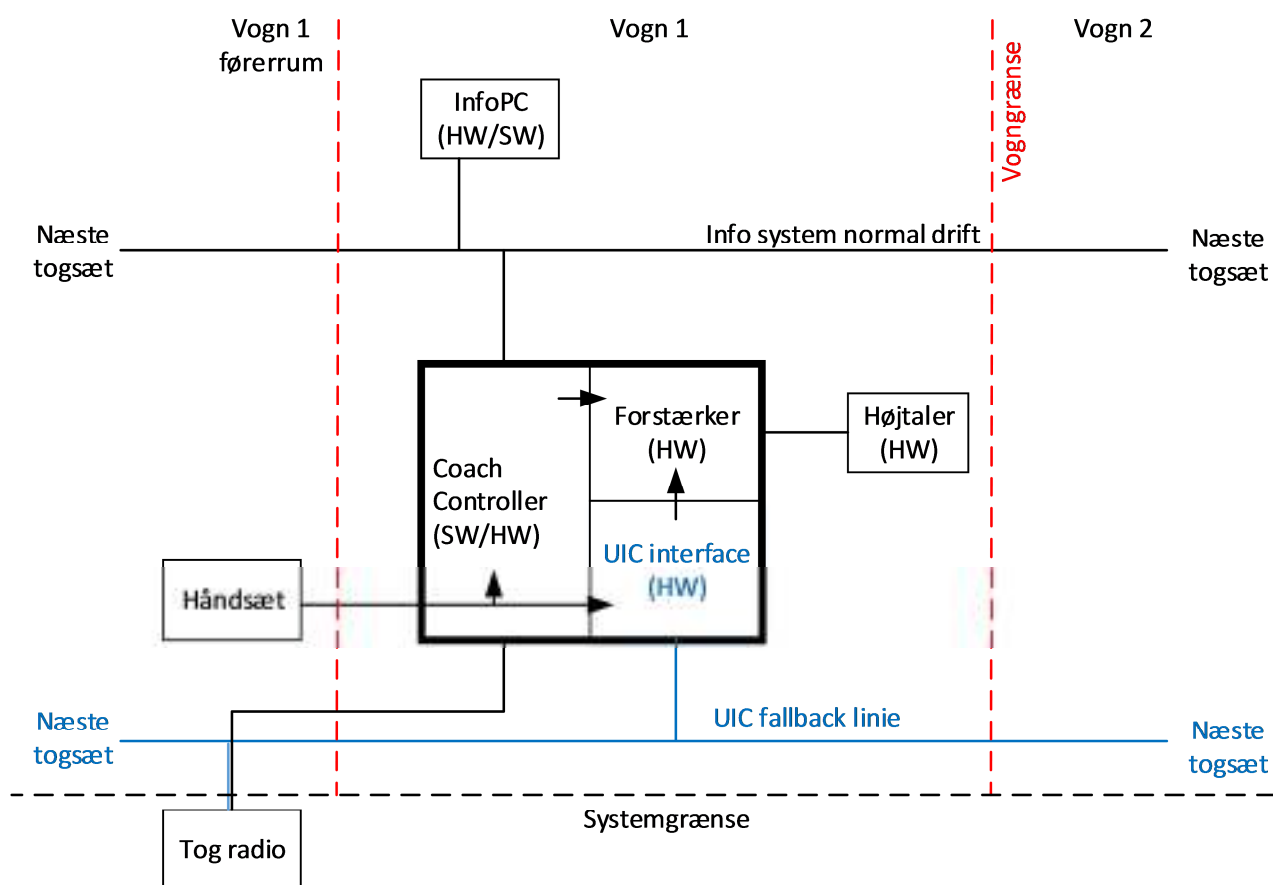 Vogn 1
førerrum
Vogn 1
Vogn 2
InfoPC
(HW/SW)
Vogngrænse
Næste
togsæt
Info system normal drift
Næste
togsæt
Forstærker
(HW)
Højtaler
(HW)
Coach
Controller
(SW/HW)
UIC interface
(HW)
Håndsæt
Næste
togsæt
UIC fallback linie
Næste
togsæt
Systemgrænse
Tog radio